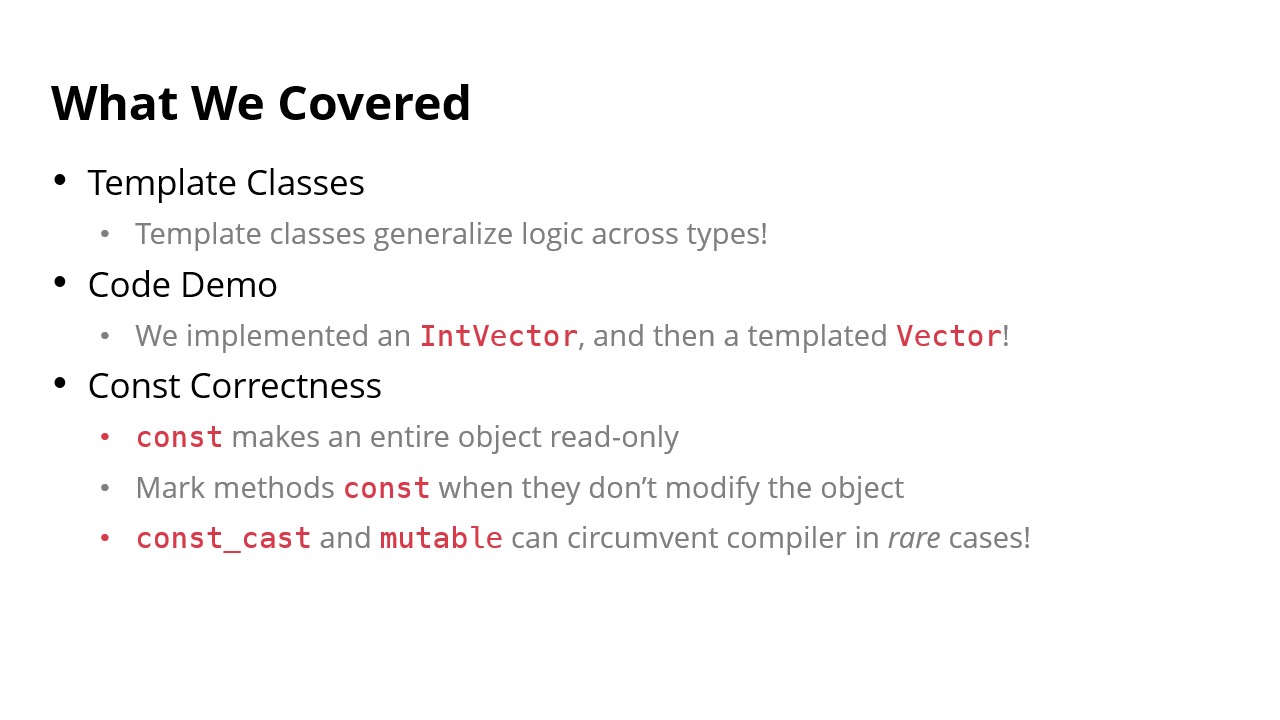 What We Covered
• Template Classes
• Template classes generalize logic across types!
• Code Demo
• We implemented an IntVector, and then a templated Vector!
• Const Correctness
• const makes an entire object read-only
• Mark methods const when they don’t modify the object
• const_cast and mutable can circumvent compiler in rare cases!